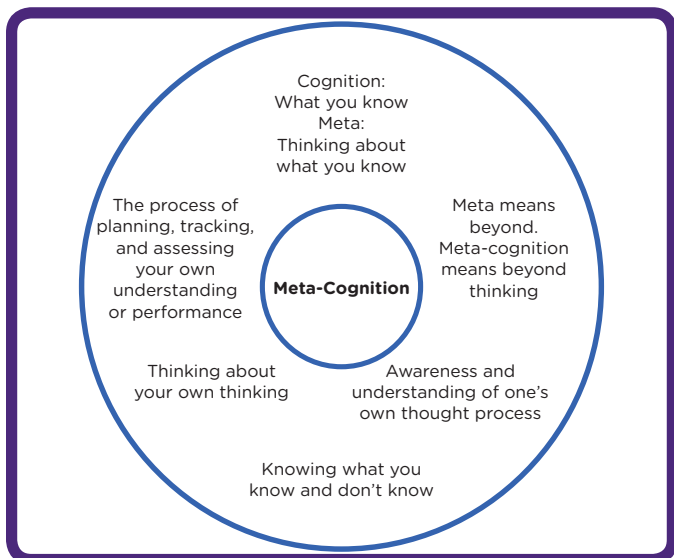 Cognition:
What you know
Meta:
Thinking about
what you know
The process of
planning, tracking,
and assessing
your own
understanding
or performance
Meta means
beyond.
Meta-cognition
means beyond
thinking
Meta-Cognition
Thinking about
your own thinking
Awareness and
understanding of one’s
own thought process
Knowing what you
know and don’t know